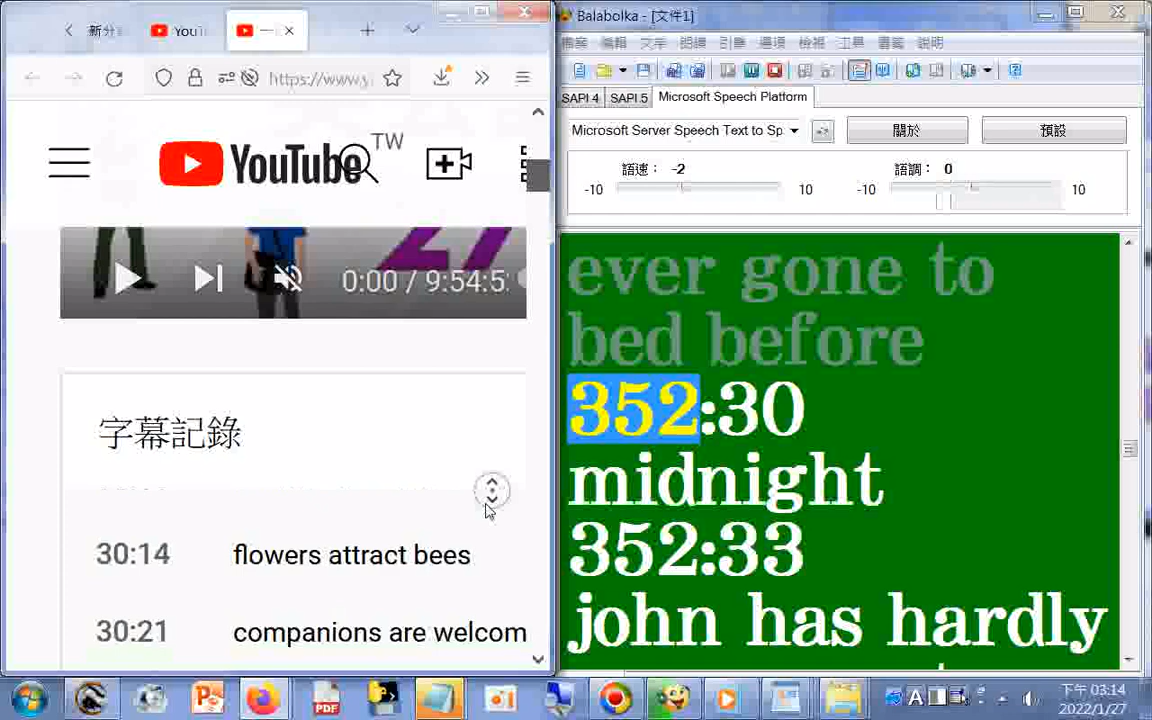 新分
YouT
https://www.y
YouTube
TW
27
0:00 / 9:54:5
字幕記錄
30:14 flowers attract bees
30:21 companions are welcom
Balabolka - [文件1]
檔案 編輯 文字 閱讀 引擎 選項 檢視 工具 書籤 說明
SAPI 4 SAPI 5 Microsoft Speech Platform
Microsoft Server Speech Text to Sp
關於 預設
語速： -2 語調： 0
-10 10 -10 10
ever gone to
bed before
352:30
midnight
352:33
john has hardly
PDF
A
下午 03:14
2022/1/27